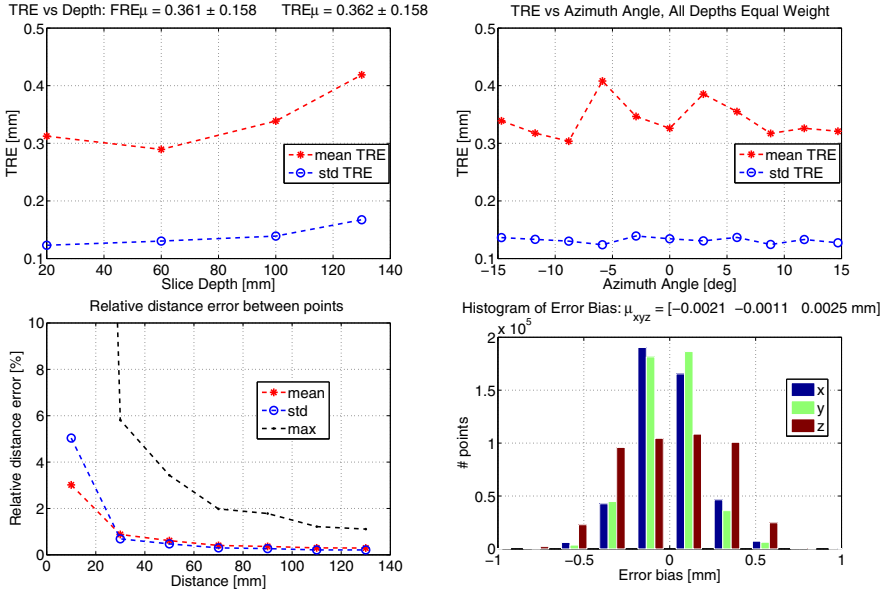 TRE vs Depth: FREμ = 0.361 ± 0.158 TREμ = 0.362 ± 0.158
0.5
0.4
0.3
0.2
0.1
TRE [mm]
mean TRE
std TRE
20 40 60 80 100 120 140
Slice Depth [mm]
TRE vs Azimuth Angle, All Depths Equal Weight
0.5
0.4
0.3
0.2
0.1
TRE [mm]
mean TRE
std TRE
−15 −10 −5 0 5 10 15
Azimuth Angle [deg]
Relative distance error between points
10
8
6
4
2
0
Relative distance error [%]
mean
std
max
0 20 40 60 80 100 120 140
Distance [mm]
Histogram of Error Bias: μxyz = [−0.0021 −0.0011 0.0025 mm]
x 10^5
2
1.5
1
0.5
0
# points
x
y
z
−1 −0.5 0 0.5 1
Error bias [mm]